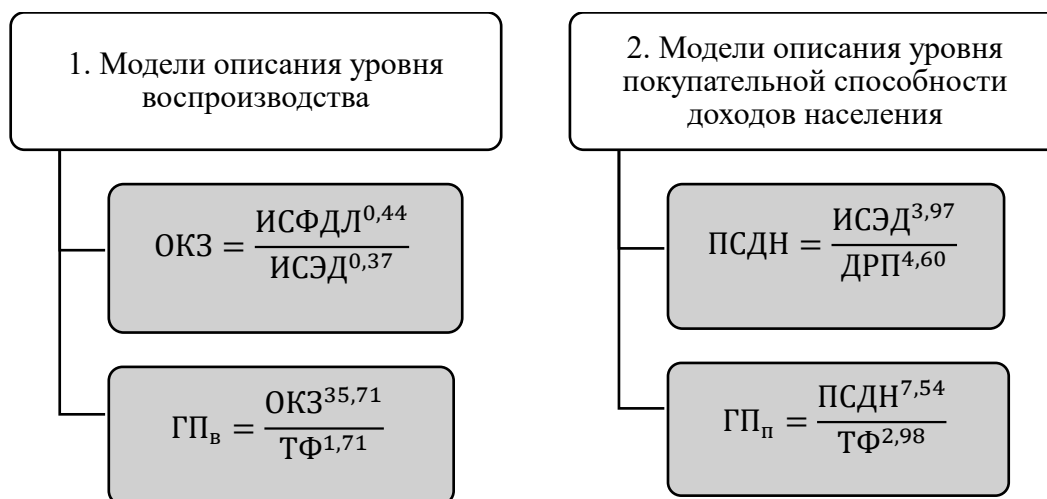 1. Модели описания уровня
воспроизводства
ОКЗ = ИСФДЛ^0,44 / ИСЭД^0,37
ГП_в = ОКЗ^35,71 / ТФ^1,71
2. Модели описания уровня
покупательной способности
доходов населения
ПСДН = ИСЭД^3,97 / ДРП^4,60
ГП_п = ПСДН^7,54 / ТФ^2,98